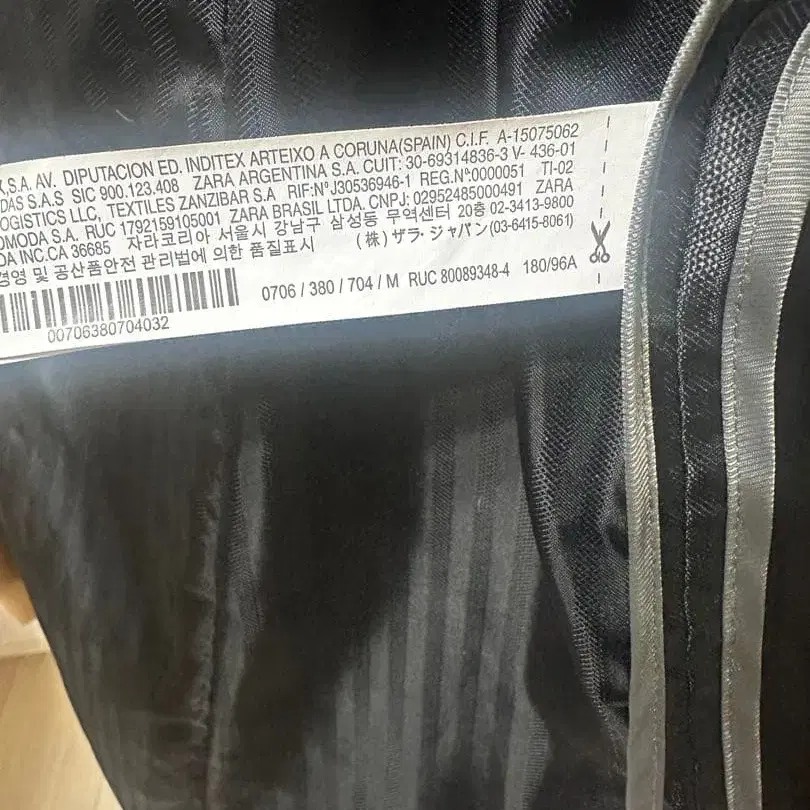 S.A. AV. DIPUTACION ED. INDITEX ARTEIXO A CORUNA(SPAIN) C.I.F. A-15075062
DAS S.A.S SIC 900.123.408 ZARA ARGENTINA S.A. CUIT: 30-69314836-3 V- 436-01
OGISTICS LLC, TEXTILES ZANZIBAR S.A RIF:N° J30536946-1 REG.N°:0000051 TI-02
OMODA S.A. RUC 1792159105001 ZARA BRASIL LTDA. CNPJ: 02952485000491 ZARA
DA INC.CA 36685 자라코리아 서울시 강남구 삼성동 무역센터 20층 02-3413-9800
경영 및 공산품안전 관리법에 의한 품질표시 (株) ザラ・ジャパン(03-6415-8061)
0706 / 380 / 704 / M RUC 80089348-4 180/96A
00706380704032